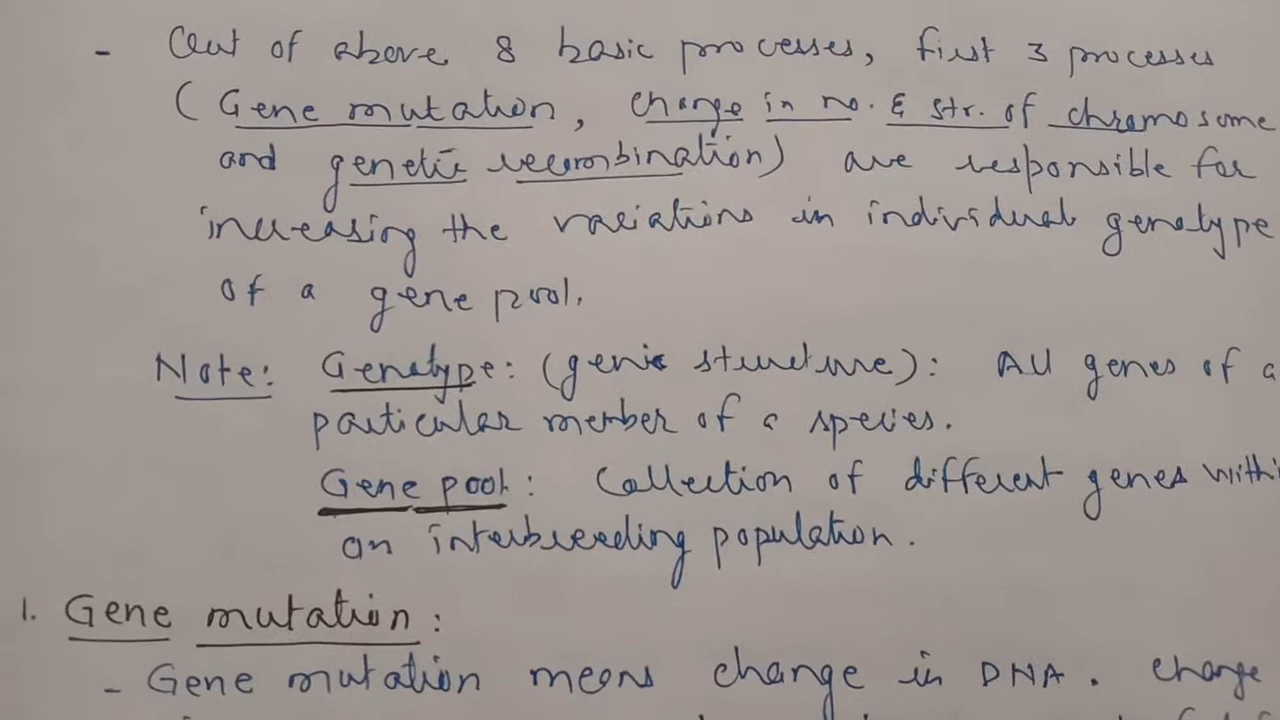 - Out of above 8 basic processes, first 3 processes
(Gene mutation, change in no. & str. of chromosome
and genetic recombination) are responsible for
increasing the variations in individual genotype
of a gene pool.
Note: Genotype: (genic structure): All genes of a
particular member of a species.
Gene pool: Collection of different genes withi
an interbreeding population.
1. Gene mutation:
- Gene mutation means change in DNA. Change